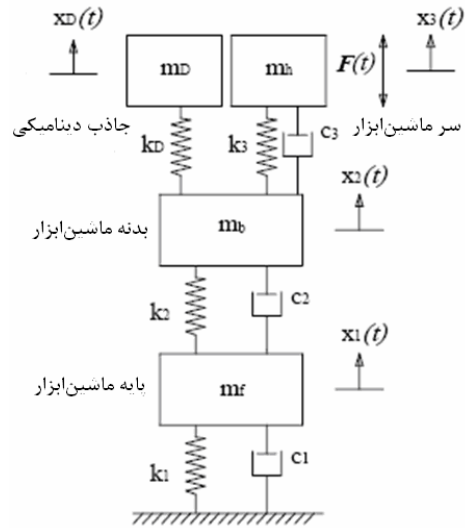 xD(t)
x3(t)
mD
mh
F(t)
جاذب دینامیکی
kD
k3
c3
سر ماشین‌ابزار
x2(t)
بدنه ماشین‌ابزار
mb
k2
c2
x1(t)
پایه ماشین‌ابزار
mf
k1
c1